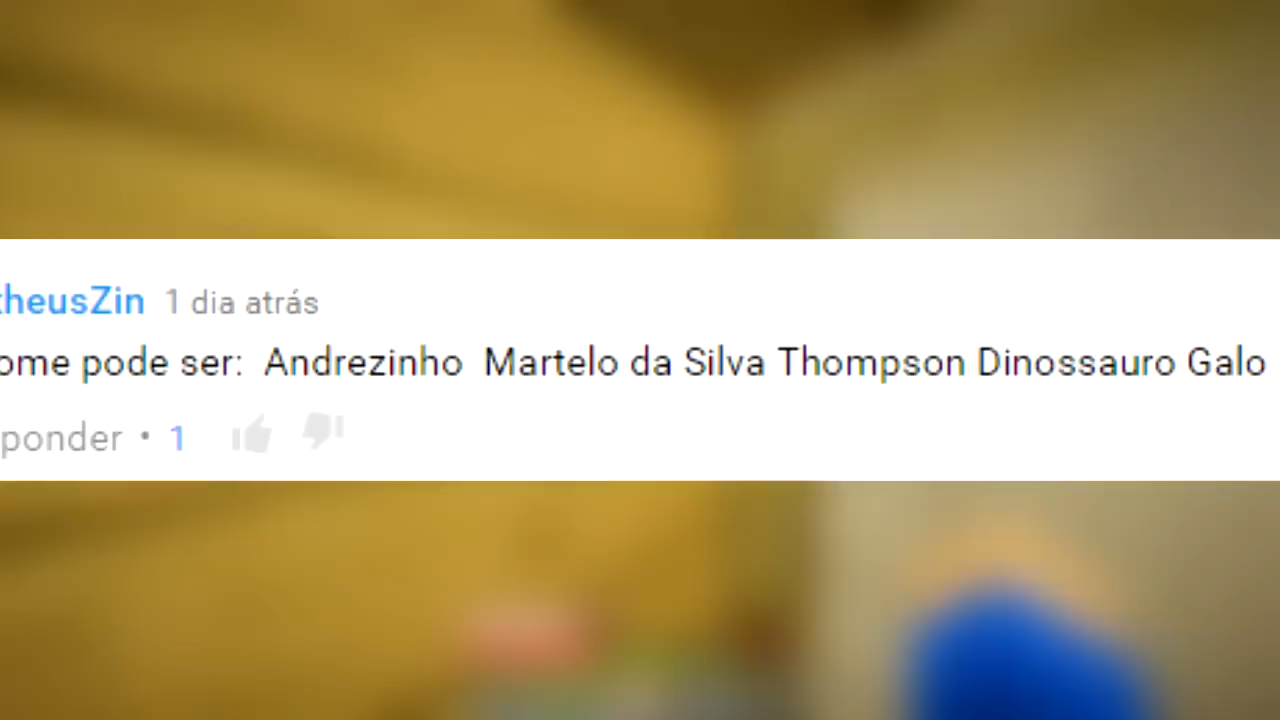 theusZin 1 dia atrás
ome pode ser: Andrezinho Martelo da Silva Thompson Dinossauro Galo
ponder • 1